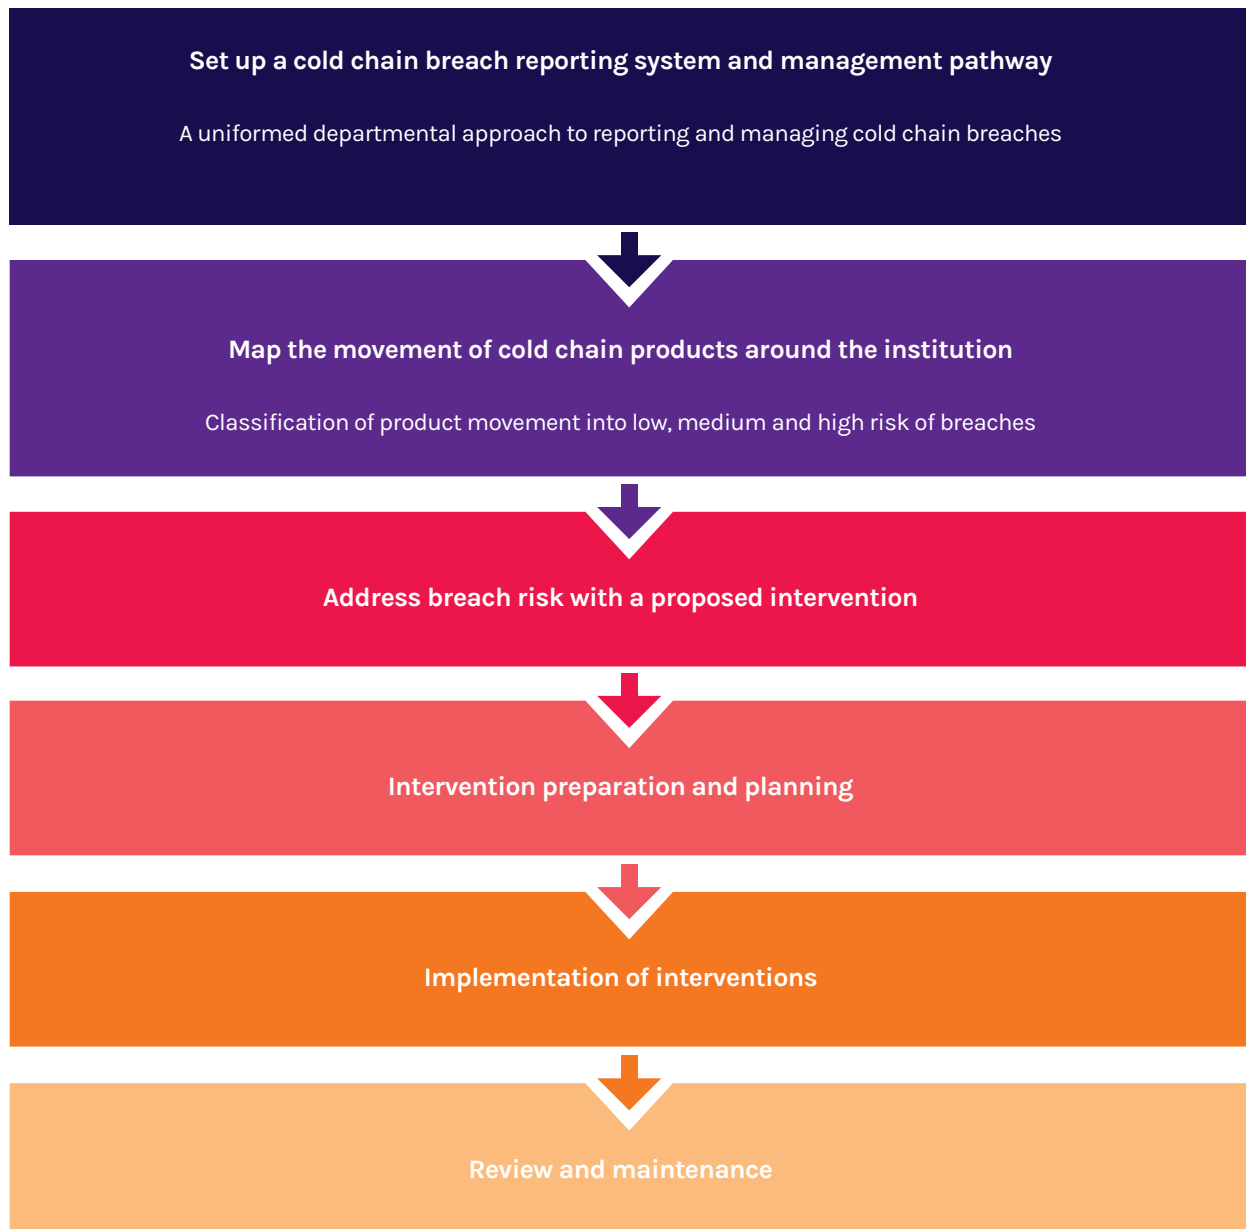 Set up a cold chain breach reporting system and management pathway
A uniformed departmental approach to reporting and managing cold chain breaches
Map the movement of cold chain products around the institution
Classification of product movement into low, medium and high risk of breaches
Address breach risk with a proposed intervention
Intervention preparation and planning
Implementation of interventions
Review and maintenance